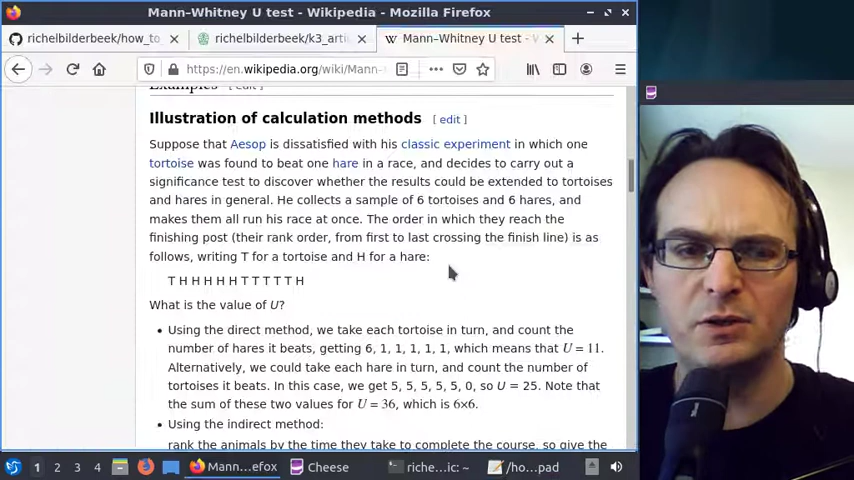 Mann–Whitney U test - Wikipedia - Mozilla Firefox
richelbilderbeek/how_to
richelbilderbeek/k3_arti
Mann–Whitney U test - W
https://en.wikipedia.org/wiki/Mann-
Examples [ edit ]
Illustration of calculation methods [ edit ]
Suppose that Aesop is dissatisfied with his classic experiment in which one
tortoise was found to beat one hare in a race, and decides to carry out a
significance test to discover whether the results could be extended to tortoises
and hares in general. He collects a sample of 6 tortoises and 6 hares, and
makes them all run his race at once. The order in which they reach the
finishing post (their rank order, from first to last crossing the finish line) is as
follows, writing T for a tortoise and H for a hare:
T H H H H H T T T T T H
What is the value of U?
Using the direct method, we take each tortoise in turn, and count the
number of hares it beats, getting 6, 1, 1, 1, 1, 1, which means that U = 11.
Alternatively, we could take each hare in turn, and count the number of
tortoises it beats. In this case, we get 5, 5, 5, 5, 5, 0, so U = 25. Note that
the sum of these two values for U = 36, which is 6×6.
Using the indirect method:
rank the animals by the time they take to complete the course, so give the
1 2 3 4 Mann...efox Cheese riche...ic: ~ /ho...pad